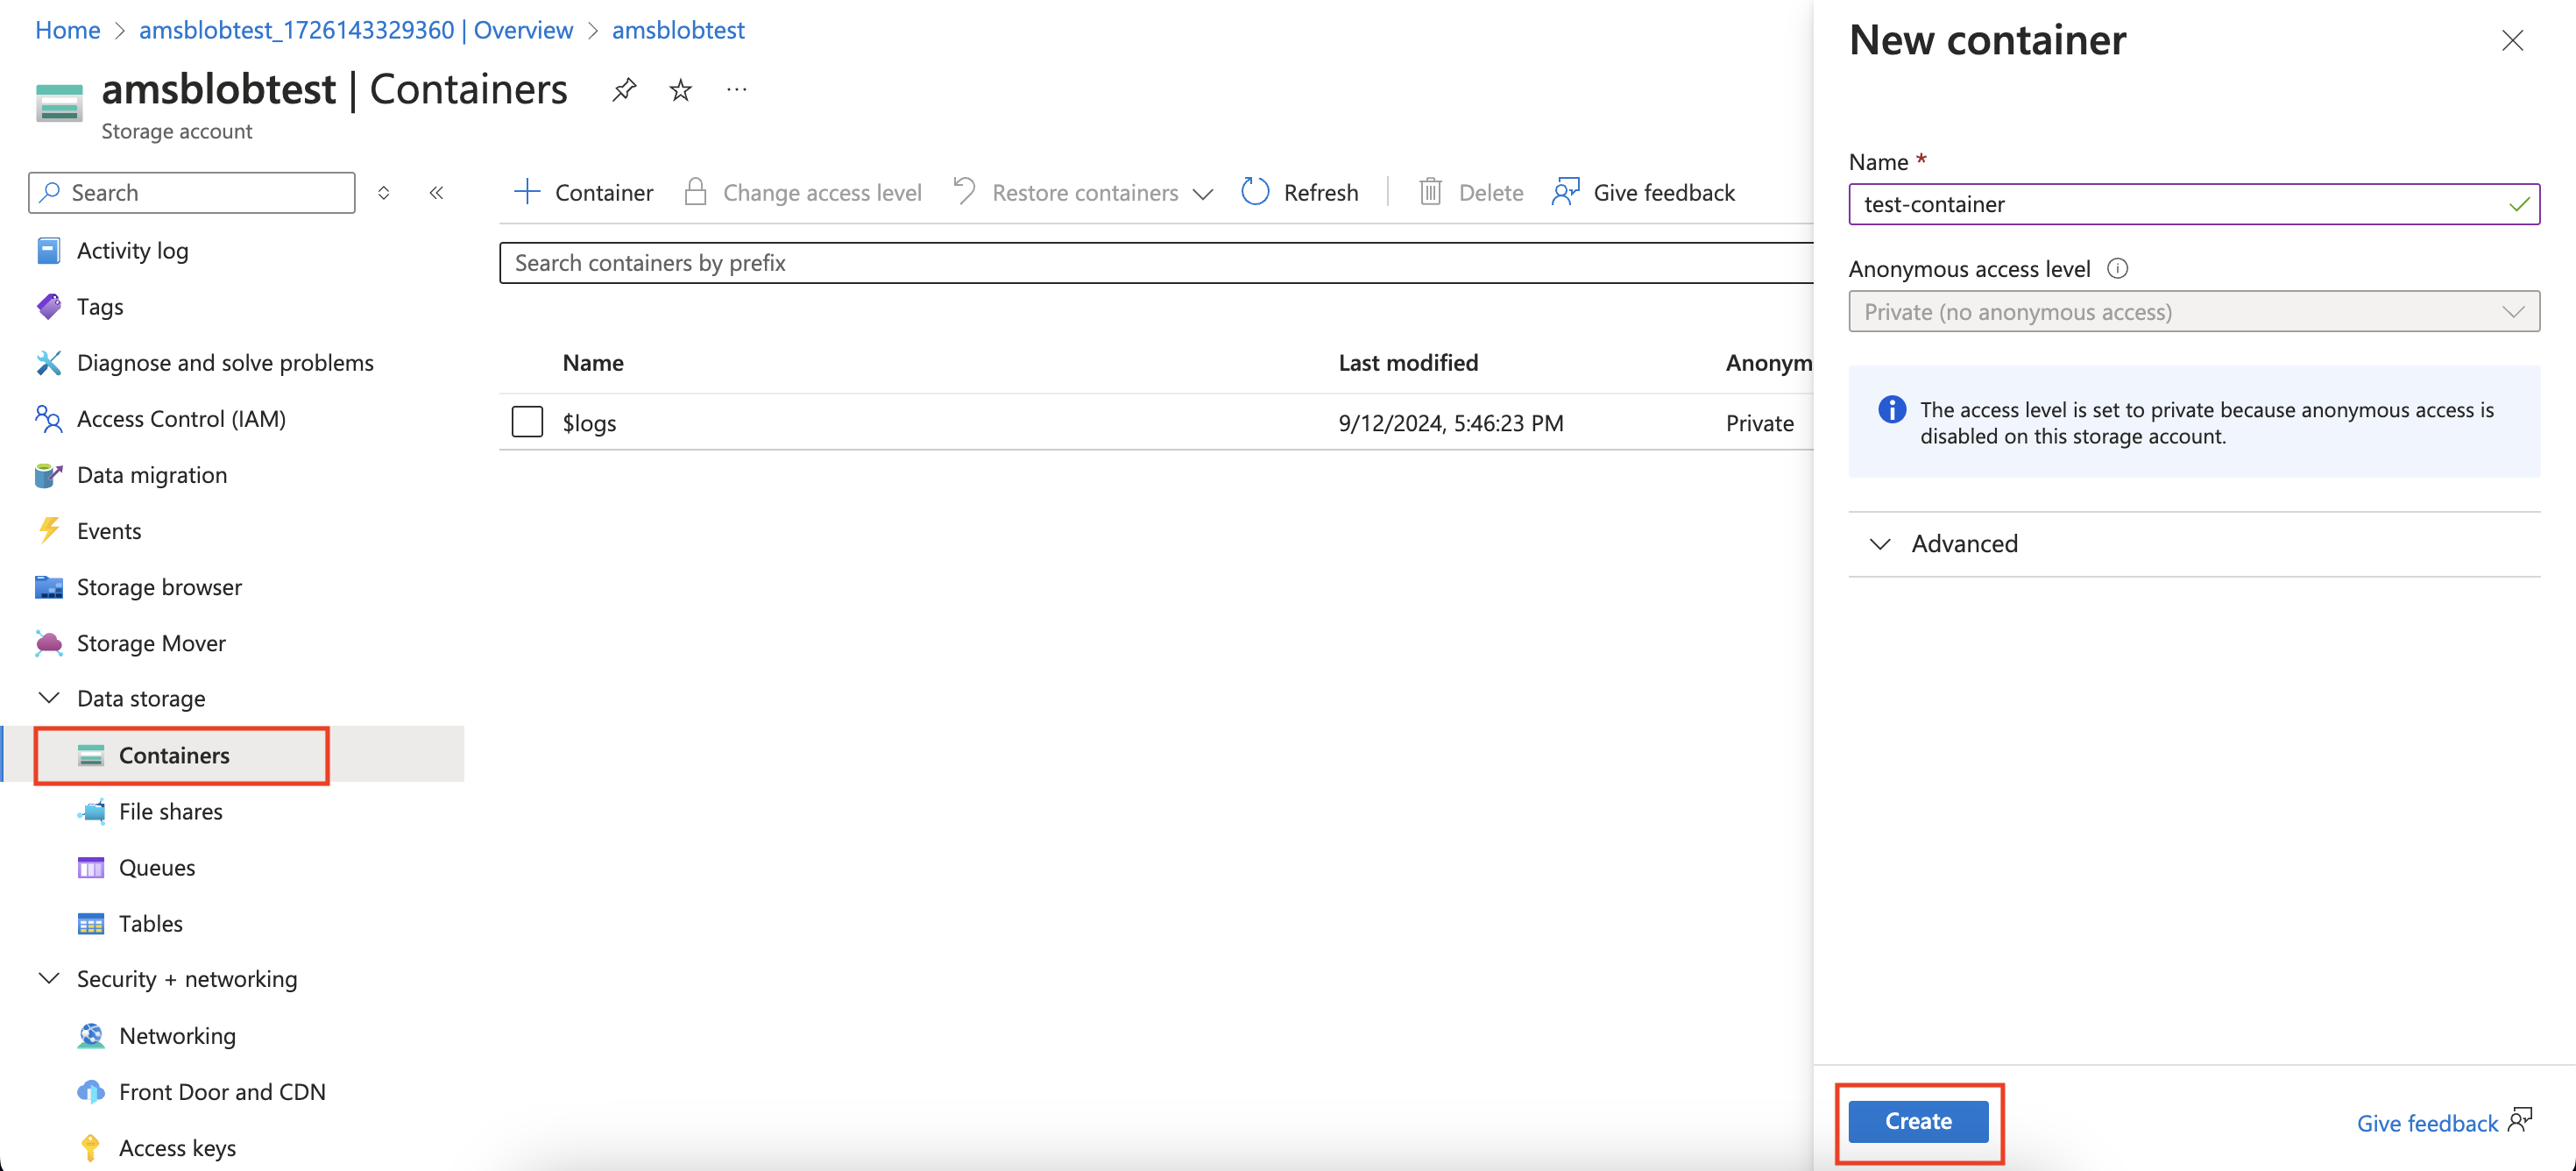 Home > amsblobtest_1726143329360 | Overview > amsblobtest
amsblobtest | Containers
Storage account
Search
Activity log
Tags
Diagnose and solve problems
Access Control (IAM)
Data migration
Events
Storage browser
Storage Mover
Data storage
Containers
File shares
Queues
Tables
Security + networking
Networking
Front Door and CDN
Access keys
Container Change access level Restore containers Refresh Delete Give feedback
Search containers by prefix
Name Last modified Anonym
$logs 9/12/2024, 5:46:23 PM Private
New container
Name *
test-container
Anonymous access level
Private (no anonymous access)
The access level is set to private because anonymous access is
disabled on this storage account.
Advanced
Create
Give feedback